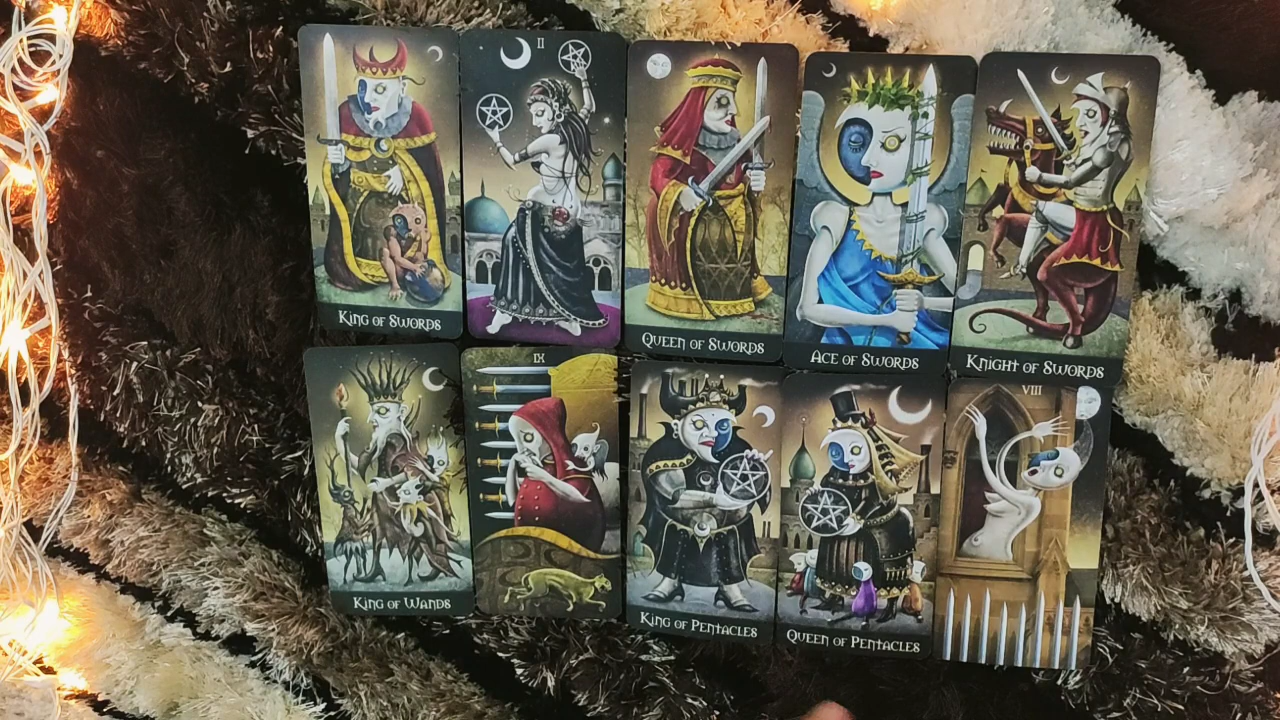 King of Swords
II
Queen of Swords
Ace of Swords
Knight of Swords
King of Wands
IX
King of Pentacles
Queen of Pentacles
VIII